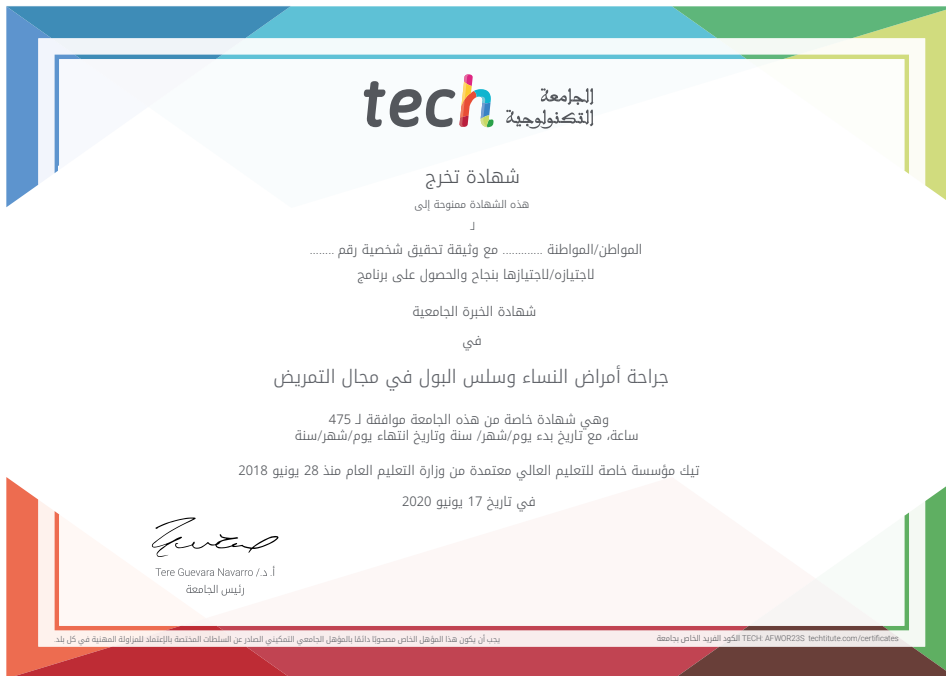 tech الجامعة
التكنولوجية
شهادة تخرج
هذه الشهادة ممنوحة إلى
لـ
المواطن/المواطنة ............. مع وثيقة تحقيق شخصية رقم ........
لاجتيازه/لاجتيازها بنجاح والحصول على برنامج
شهادة الخبرة الجامعية
في
جراحة أمراض النساء وسلس البول في مجال التمريض
وهي شهادة خاصة من هذه الجامعة موافقة لـ 475
ساعة، مع تاريخ بدء يوم/شهر/ سنة وتاريخ انتهاء يوم/شهر/سنة
تيك مؤسسة خاصة للتعليم العالي معتمدة من وزارة التعليم العام منذ 28 يونيو 2018
في تاريخ 17 يونيو 2020
أ. د./ Tere Guevara Navarro
رئيس الجامعة
يجب أن يكون هذا المؤهل الخاص مصحوبًا دائمًا بالمؤهل الجامعي التمكيني الصادر عن السلطات المختصة بالإعتماد للمزاولة المهنية في كل بلد.
الكود الفريد الخاص بجامعة TECH: AFWOR23S techtitute.com/certificates